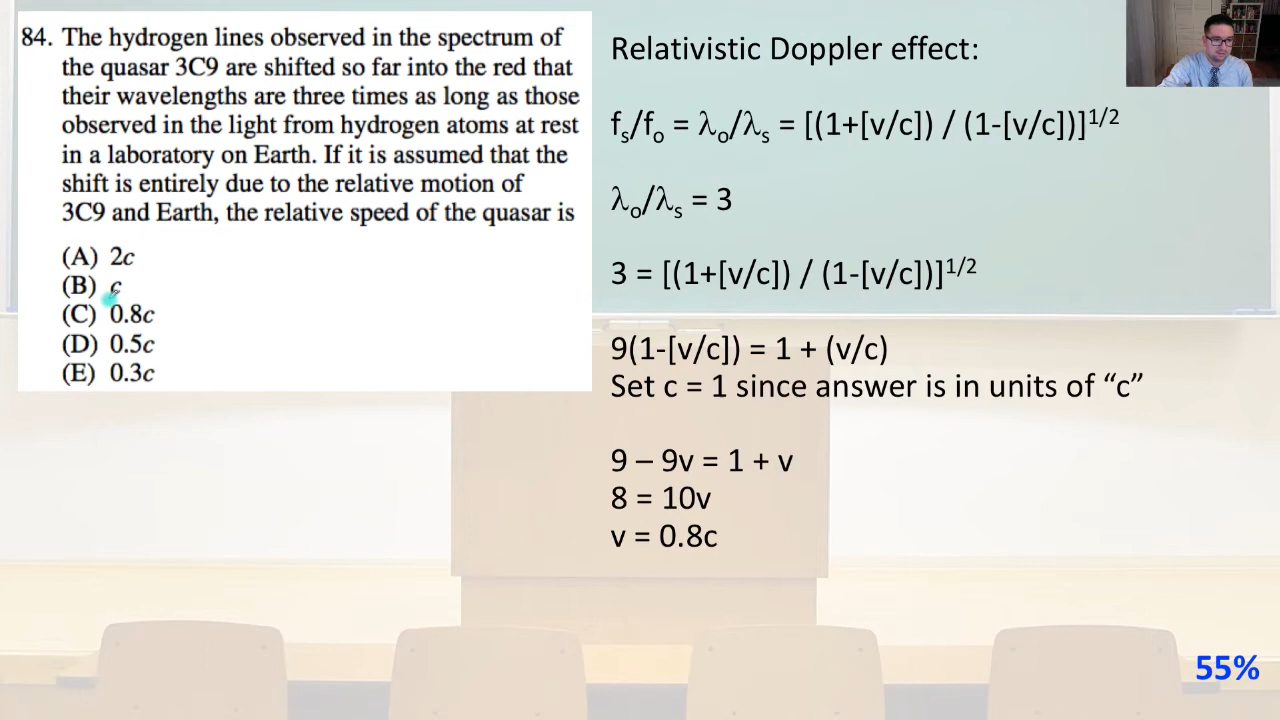 84. The hydrogen lines observed in the spectrum of
the quasar 3C9 are shifted so far into the red that
their wavelengths are three times as long as those
observed in the light from hydrogen atoms at rest
in a laboratory on Earth. If it is assumed that the
shift is entirely due to the relative motion of
3C9 and Earth, the relative speed of the quasar is
(A) 2c
(B) c
(C) 0.8c
(D) 0.5c
(E) 0.3c
Relativistic Doppler effect:
fₛ/fₒ = λₒ/λₛ = [(1+[v/c]) / (1-[v/c])]^1/2
λₒ/λₛ = 3
3 = [(1+[v/c]) / (1-[v/c])]^1/2
9(1-[v/c]) = 1 + (v/c)
Set c = 1 since answer is in units of “c”
9 – 9v = 1 + v
8 = 10v
v = 0.8c
55%